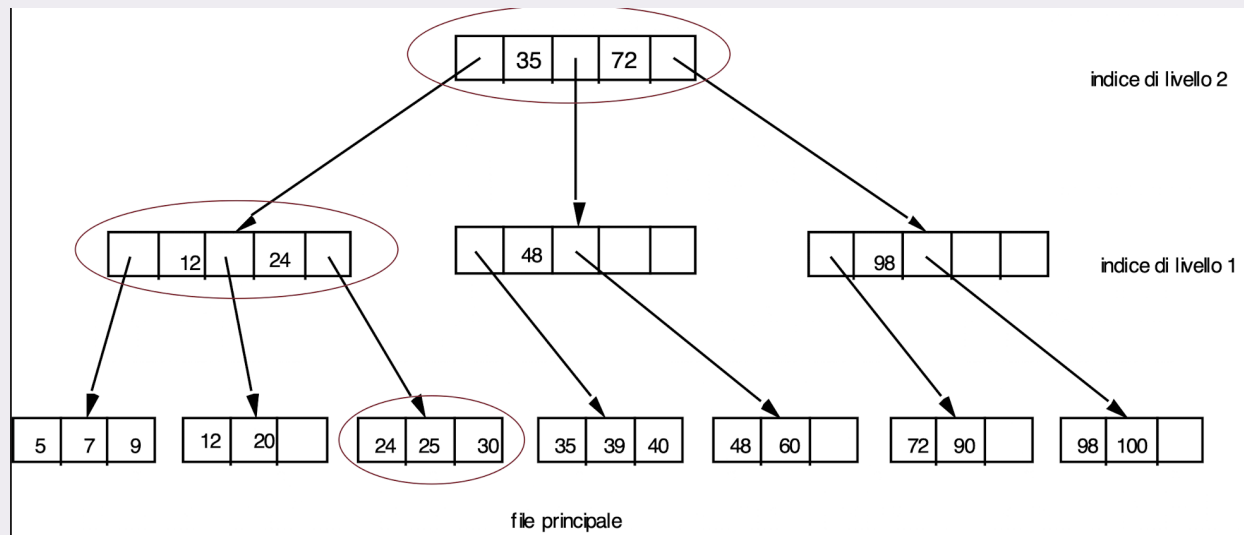 35 72
indice di livello 2
12 24
48
98
indice di livello 1
5 7 9
12 20
24 25 30
35 39 40
48 60
72 90
98 100
file principale